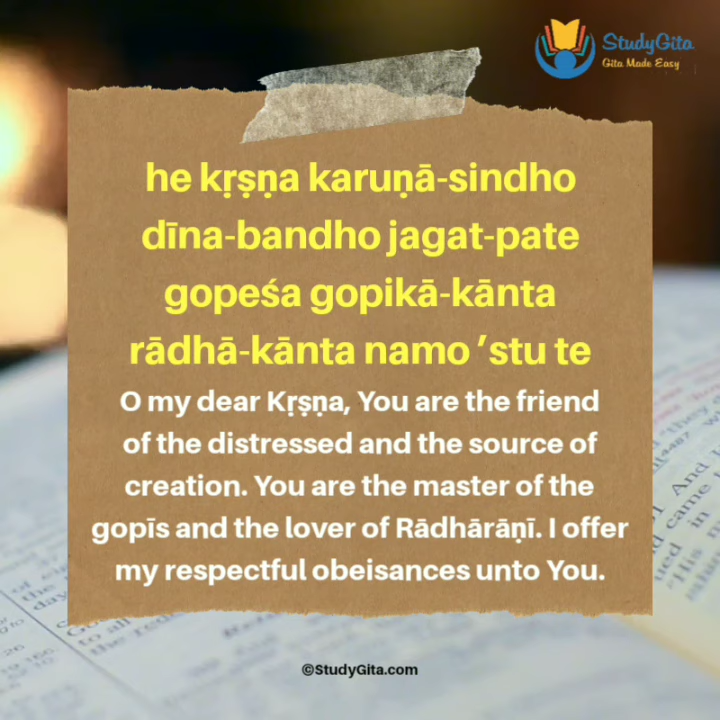 StudyGita
Gita Made Easy
he kṛṣṇa karuṇā-sindho
dīna-bandho jagat-pate
gopeśa gopikā-kānta
rādhā-kānta namo ’stu te
O my dear Kṛṣṇa, You are the friend
of the distressed and the source of
creation. You are the master of the
gopīs and the lover of Rādhārāṇī. I offer
my respectful obeisances unto You.
©StudyGita.com